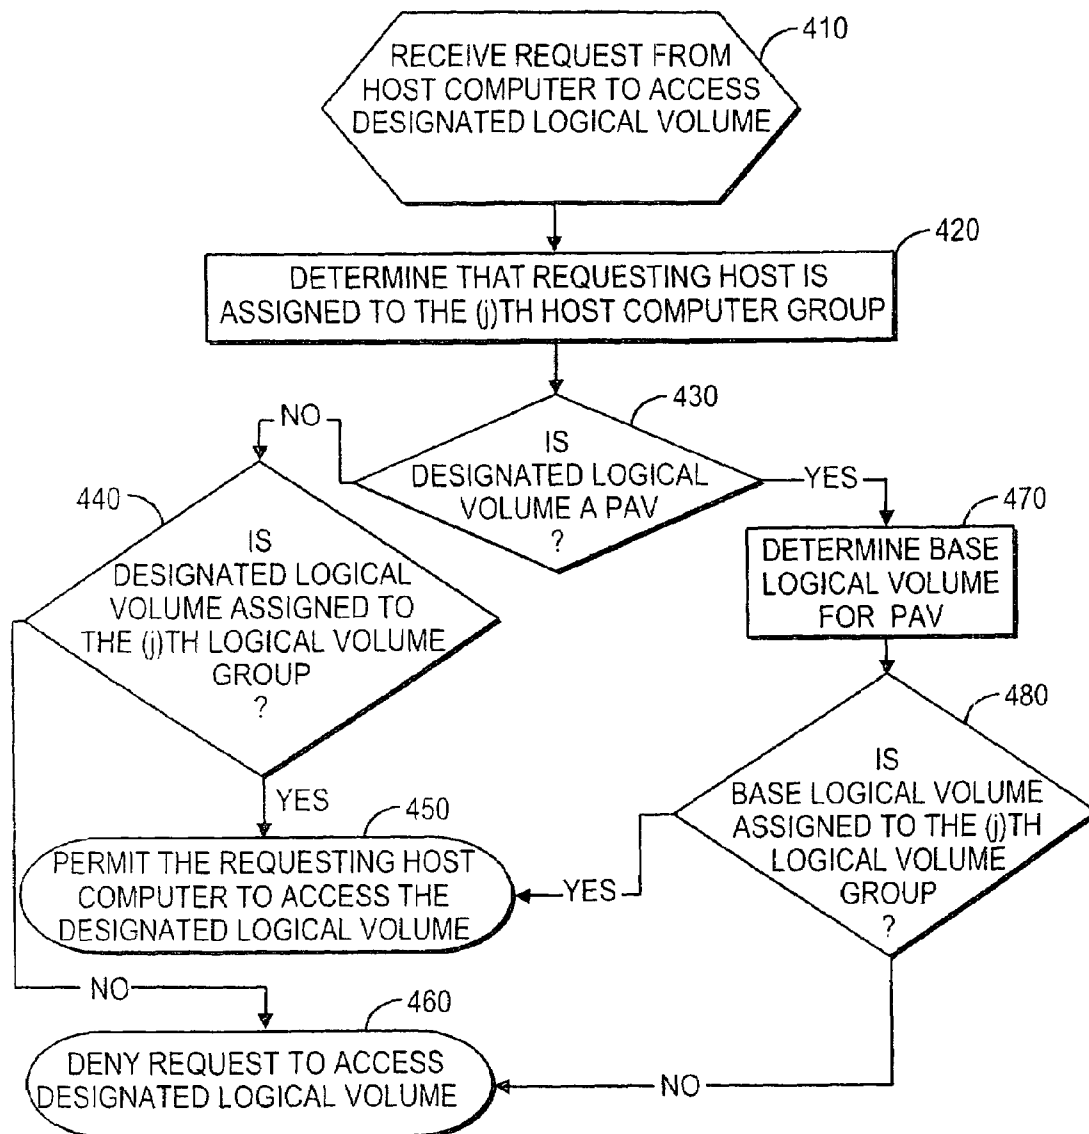 410
RECEIVE REQUEST FROM
HOST COMPUTER TO ACCESS
DESIGNATED LOGICAL VOLUME
420
DETERMINE THAT REQUESTING HOST IS
ASSIGNED TO THE (j)TH HOST COMPUTER GROUP
430
IS
DESIGNATED LOGICAL
VOLUME A PAV
?
NO
YES
440
IS
DESIGNATED LOGICAL
VOLUME ASSIGNED TO
THE (j)TH LOGICAL VOLUME
GROUP
?
470
DETERMINE BASE
LOGICAL VOLUME
FOR PAV
480
IS
BASE LOGICAL VOLUME
ASSIGNED TO THE (j)TH
LOGICAL VOLUME
GROUP
?
YES
450
PERMIT THE REQUESTING HOST
COMPUTER TO ACCESS THE
DESIGNATED LOGICAL VOLUME
YES
NO
460
DENY REQUEST TO ACCESS
DESIGNATED LOGICAL VOLUME
NO